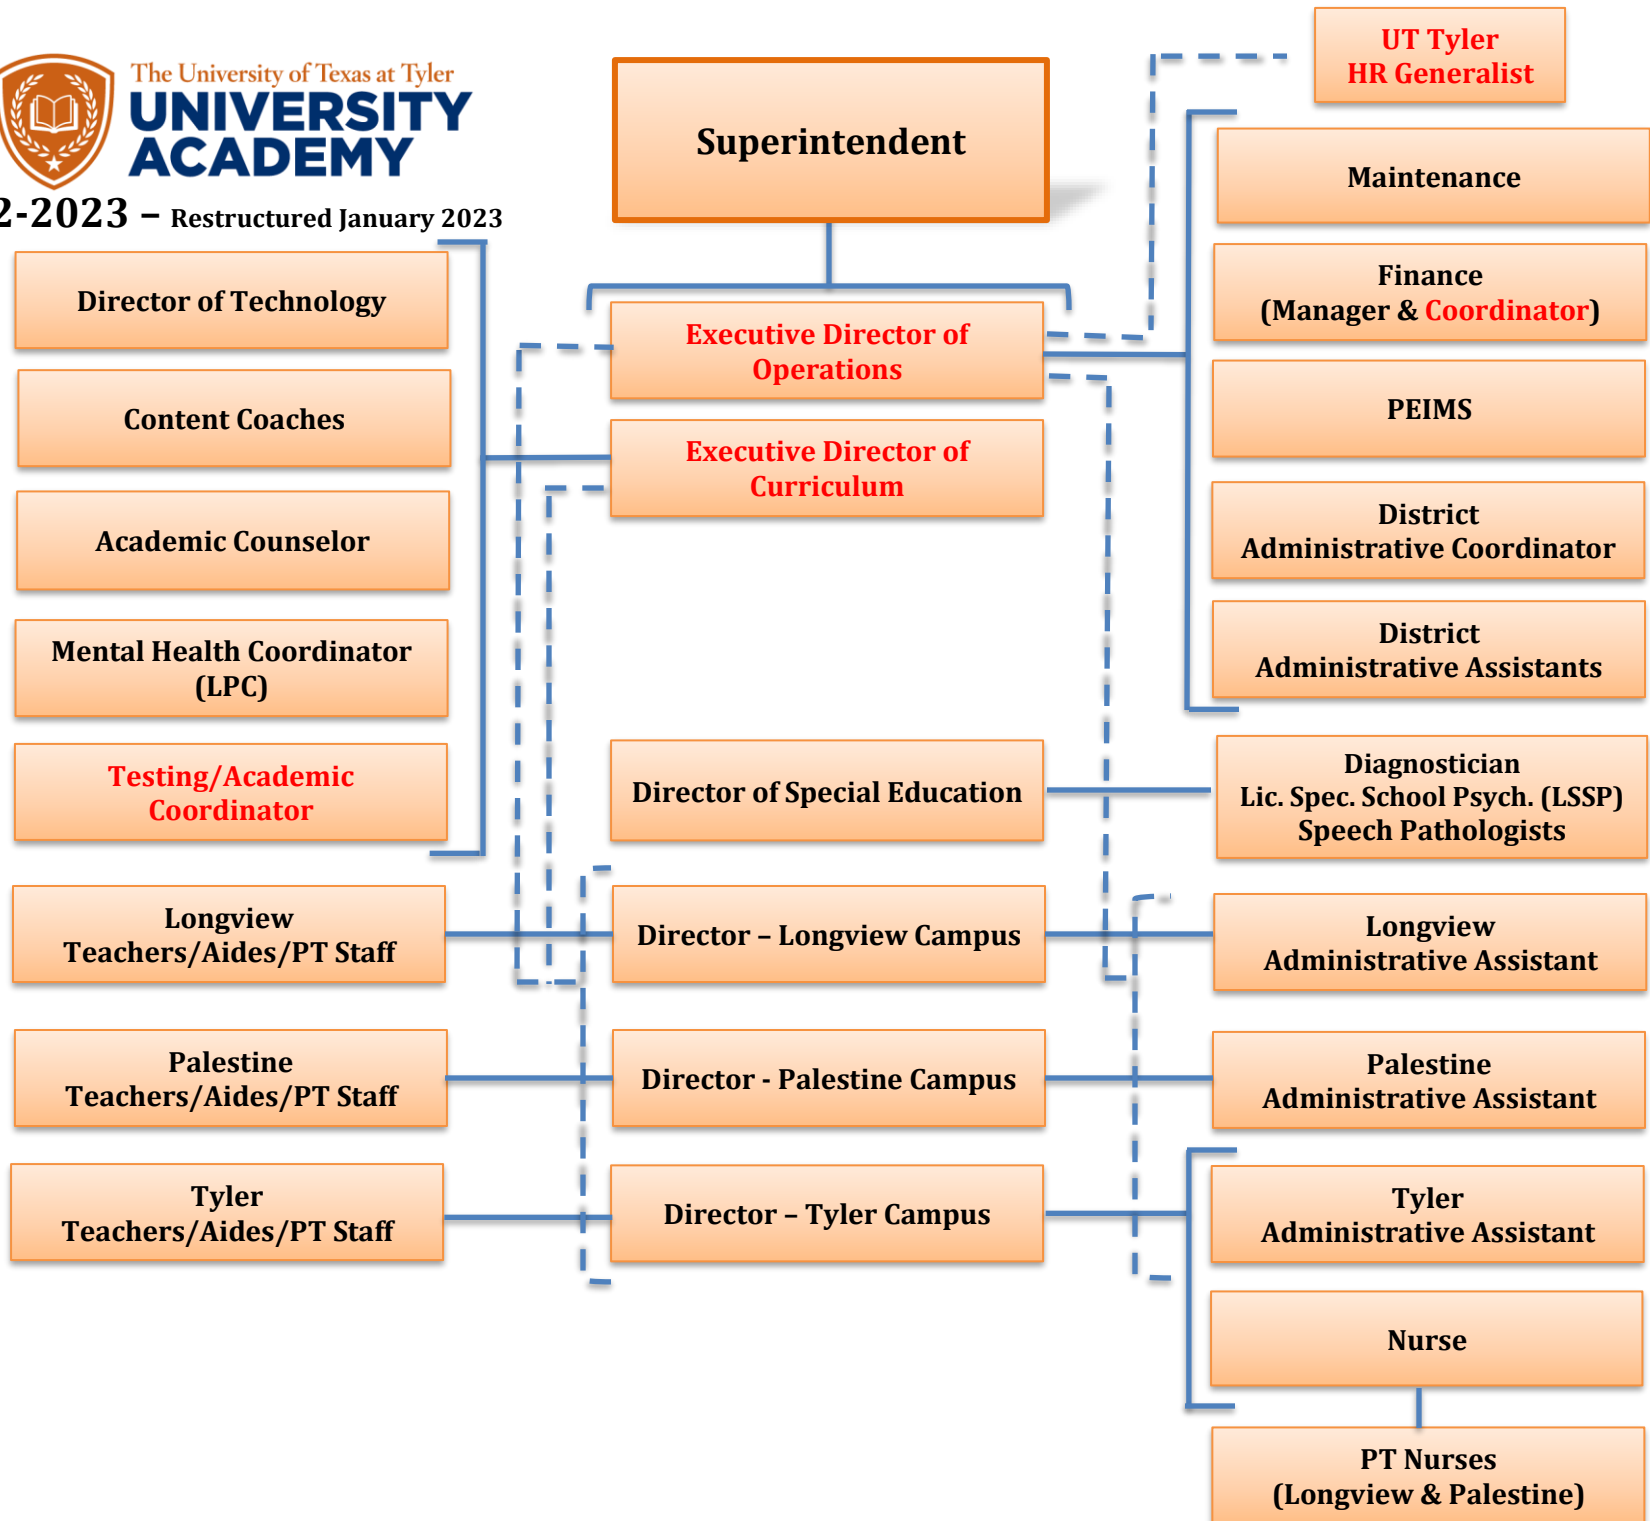 The University of Texas at Tyler
UNIVERSITY
ACADEMY
2-2023 – Restructured January 2023
Superintendent
UT Tyler
HR Generalist
Maintenance
Finance
(Manager & Coordinator)
PEIMS
District
Administrative Coordinator
District
Administrative Assistants
Executive Director of
Operations
Executive Director of
Curriculum
Director of Technology
Content Coaches
Academic Counselor
Mental Health Coordinator
(LPC)
Testing/Academic
Coordinator
Director of Special Education
Diagnostician
Lic. Spec. School Psych. (LSSP)
Speech Pathologists
Longview
Teachers/Aides/PT Staff
Director – Longview Campus
Longview
Administrative Assistant
Palestine
Teachers/Aides/PT Staff
Director - Palestine Campus
Palestine
Administrative Assistant
Tyler
Teachers/Aides/PT Staff
Director – Tyler Campus
Tyler
Administrative Assistant
Nurse
PT Nurses
(Longview & Palestine)